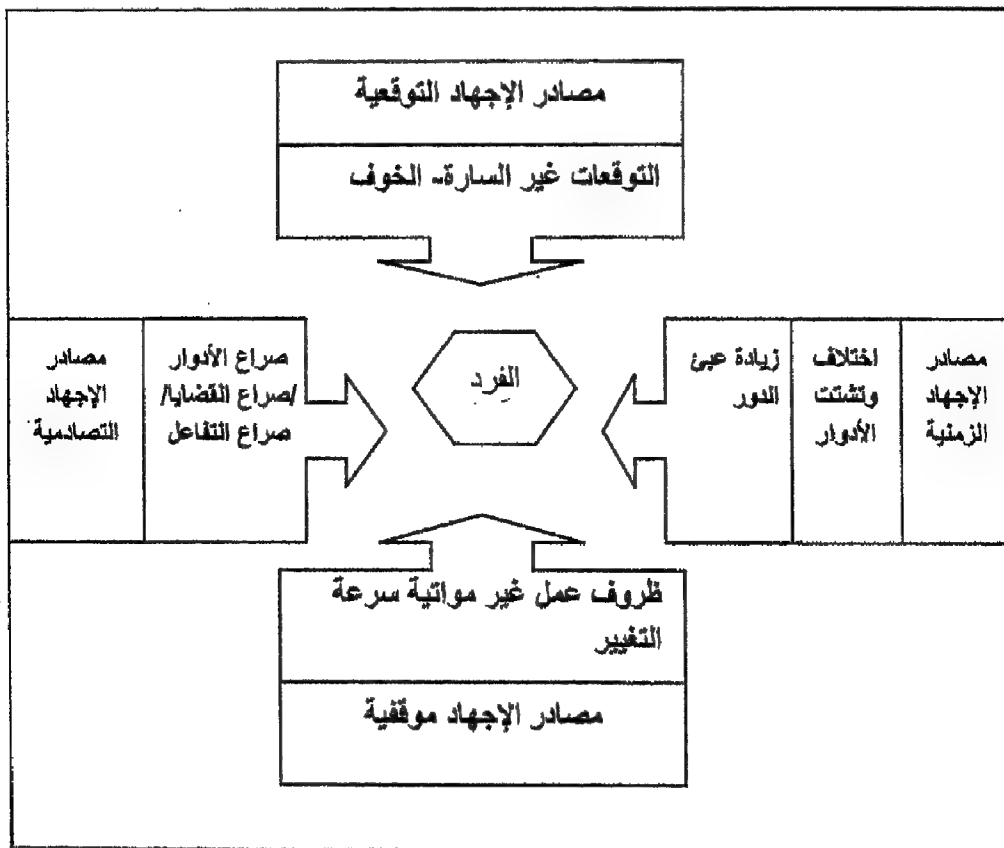 مصادر الإجهاد التوقعية
التوقعات غير السارة- الخوف
مصادر
الإجهاد
الزمنية
اختلاف
وتشتت
الأدوار
زيادة عبئ
الدور
الفرد
صراع الأدوار
/صراع القضايا/
صراع التفاعل
مصادر
الإجهاد
التصادمية
ظروف عمل غير مواتية سرعة
التغيير
مصادر الإجهاد موقفية